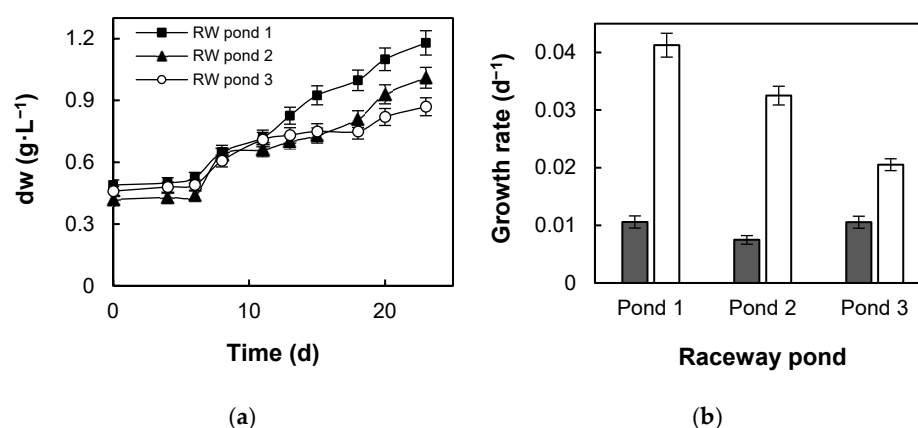 1.2
0.9
0.6
0.3
0
dw (g·L⁻¹)
RW pond 1
RW pond 2
RW pond 3
0 10 20
Time (d)
(a)
0.04
0.03
0.02
0.01
0
Growth rate (d⁻¹)
Pond 1 Pond 2 Pond 3
Raceway pond
(b)